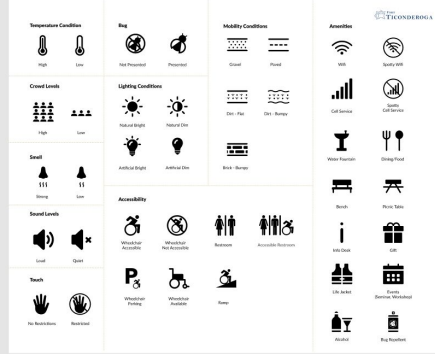 FORT
TICONDEROGA
Temperature Condition
High
Low
Crowd Levels
High
Low
Smell
Strong
Low
Sound Levels
Loud
Quiet
Touch
No Restrictions
Restricted
Bug
Not Presented
Presented
Lighting Conditions
Natural Bright
Natural Dim
Artificial Bright
Artificial Dim
Mobility Conditions
Gravel
Paved
Dirt - Flat
Dirt - Bumpy
Brick - Bumpy
Accessibility
Wheelchair
Accessible
Wheelchair
Not Accessible
Restroom
Accessible Restroom
P
Wheelchair
Parking
Wheelchair
Available
Ramp
Amenities
Wifi
Spotty Wifi
Cell Service
Spotty
Cell Service
Water Fountain
Dining/Food
Bench
Picnic Table
Info Desk
Gift
Life Jacket
Events
(Seminar, Workshop)
Alcohol
Bug Repellent